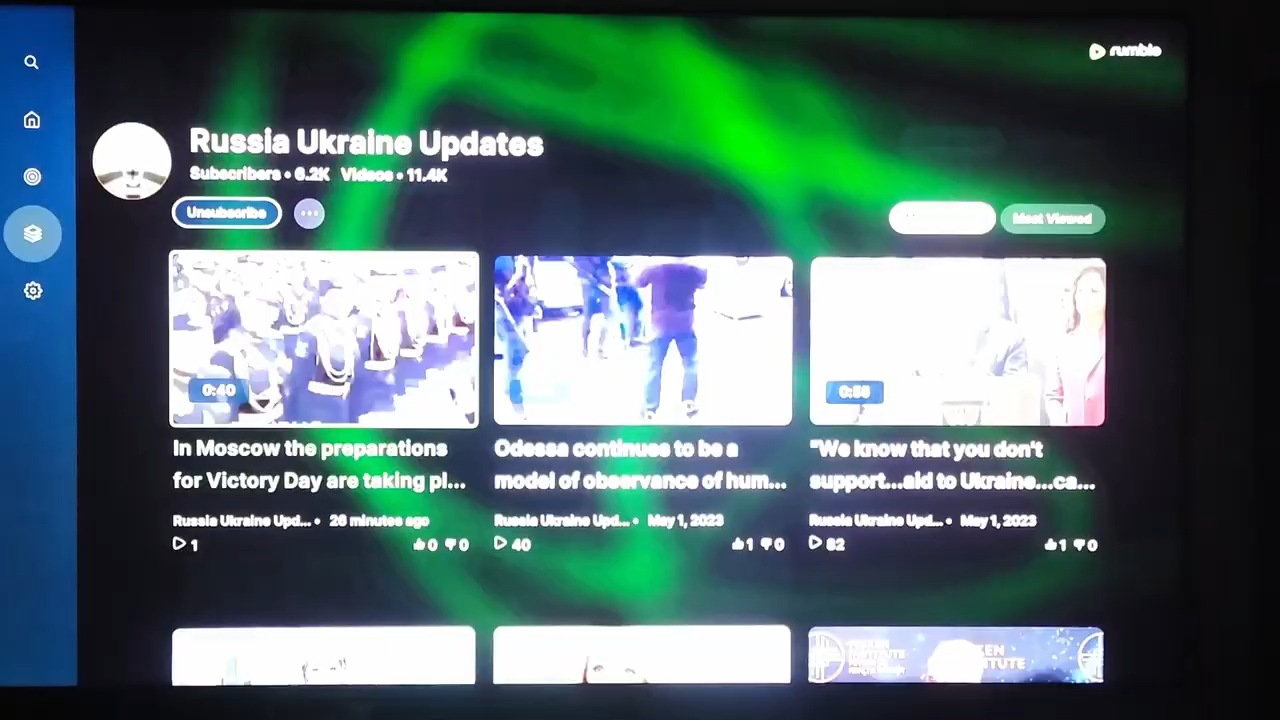 rumble
Russia Ukraine Updates
Subscribers • 6.2K Videos • 11.4K
Unsubscribe
Most Viewed
0:40
In Moscow the preparations
for Victory Day are taking pl...
Russia Ukraine Upd... • 26 minutes ago
1 0 0
Odessa continues to be a
model of observance of hum...
Russia Ukraine Upd... • May 1, 2023
40 1 0
"We know that you don't
support...aid to Ukraine...ca...
Russia Ukraine Upd... • May 1, 2023
82 1 0